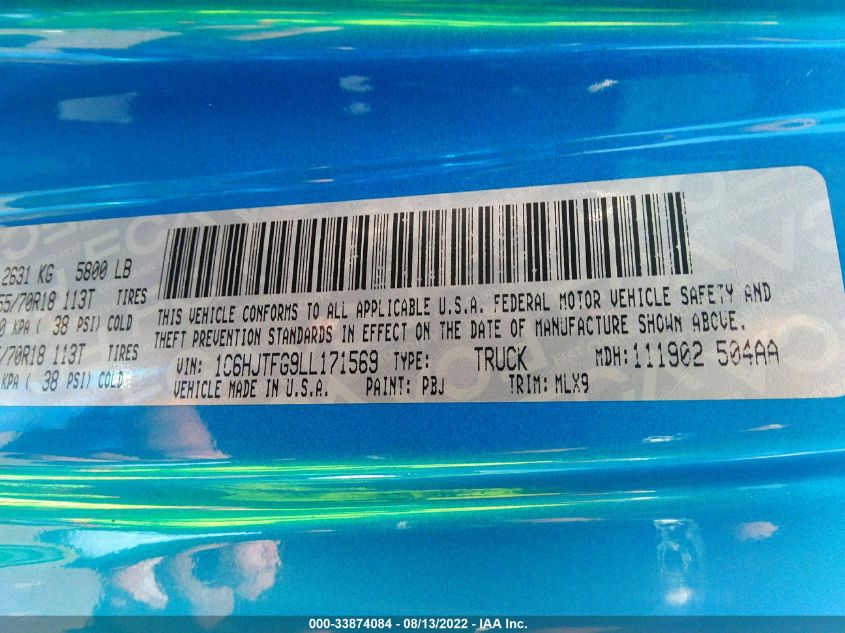 2631 KG 5800 LB
55/70R18 113T TIRES
0 KPA ( 38 PSI) COLD
/70R18 113T TIRES
KPA ( 38 PSI) COLD
THIS VEHICLE CONFORMS TO ALL APPLICABLE U.S.A. FEDERAL MOTOR VEHICLE SAFETY AND
THEFT PREVENTION STANDARDS IN EFFECT ON THE DATE OF MANUFACTURE SHOWN ABOVE.
VIN: 1C6HJTFG9LL171569 TYPE: TRUCK MDH:111902 504AA
VEHICLE MADE IN U.S.A. PAINT: PBJ TRIM: MLX9
000-33874084 - 08/13/2022 - IAA Inc.